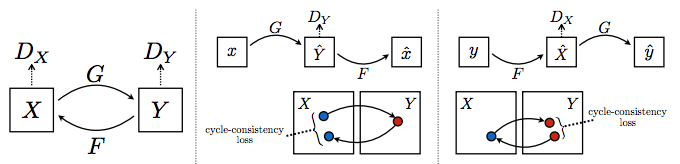 D_X D_Y
G
X Y
F
D_Y
G
x Ŷ x̂
F
X Y
cycle-consistency
loss
D_X
G
y X̂ ŷ
F
X Y
cycle-consistency
loss